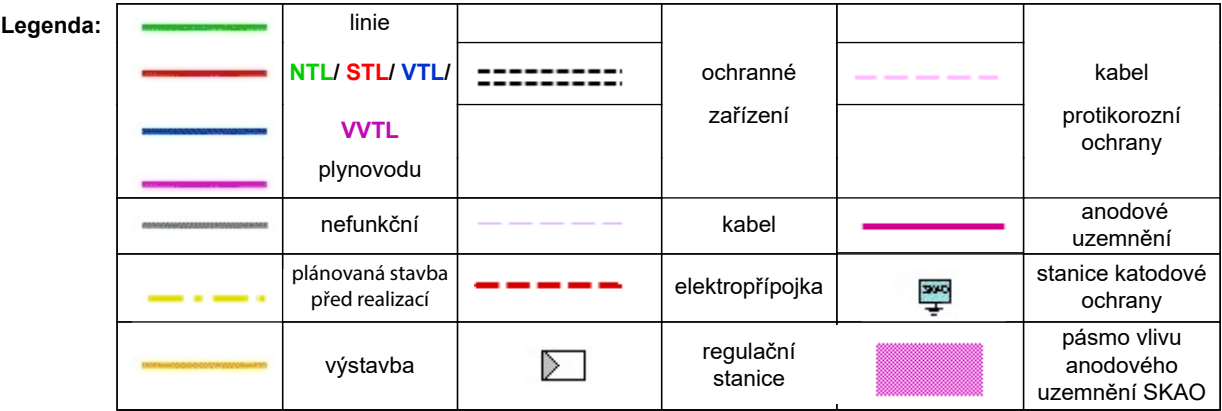 Legenda:
linie
NTL/ STL/ VTL/
VVTL
plynovodu
ochranné
zařízení
kabel
protikorozní
ochrany
nefunkční
kabel
anodové
uzemnění
plánovaná stavba
před realizací
elektropřípojka
SKAO
stanice katodové
ochrany
výstavba
regulační
stanice
pásmo vlivu
anodového
uzemnění SKAO